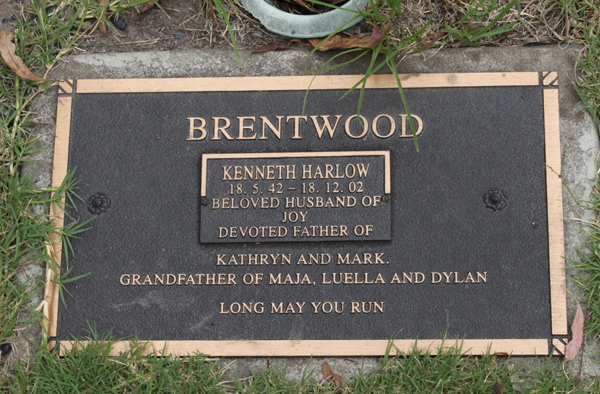 BRENTWOOD
KENNETH HARLOW
18. 5. 42 – 18. 12. 02
BELOVED HUSBAND OF
JOY
DEVOTED FATHER OF
KATHRYN AND MARK.
GRANDFATHER OF MAJA, LUELLA AND DYLAN
LONG MAY YOU RUN